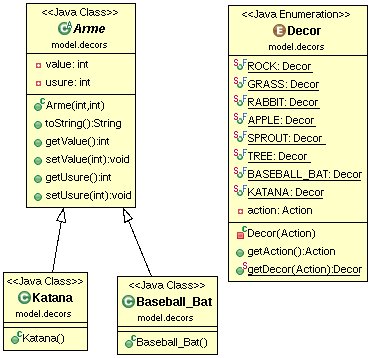 <<Java Class>>
Arme
model.decors
value: int
usure: int
Arme(int,int)
toString():String
getValue():int
setValue(int):void
getUsure():int
setUsure(int):void
<<Java Enumeration>>
Decor
model.decors
ROCK: Decor
GRASS: Decor
RABBIT: Decor
APPLE: Decor
SPROUT: Decor
TREE: Decor
BASEBALL_BAT: Decor
KATANA: Decor
action: Action
Decor(Action)
getAction():Action
getDecor(Action):Decor
<<Java Class>>
Katana
model.decors
Katana()
<<Java Class>>
Baseball_Bat
model.decors
Baseball_Bat()